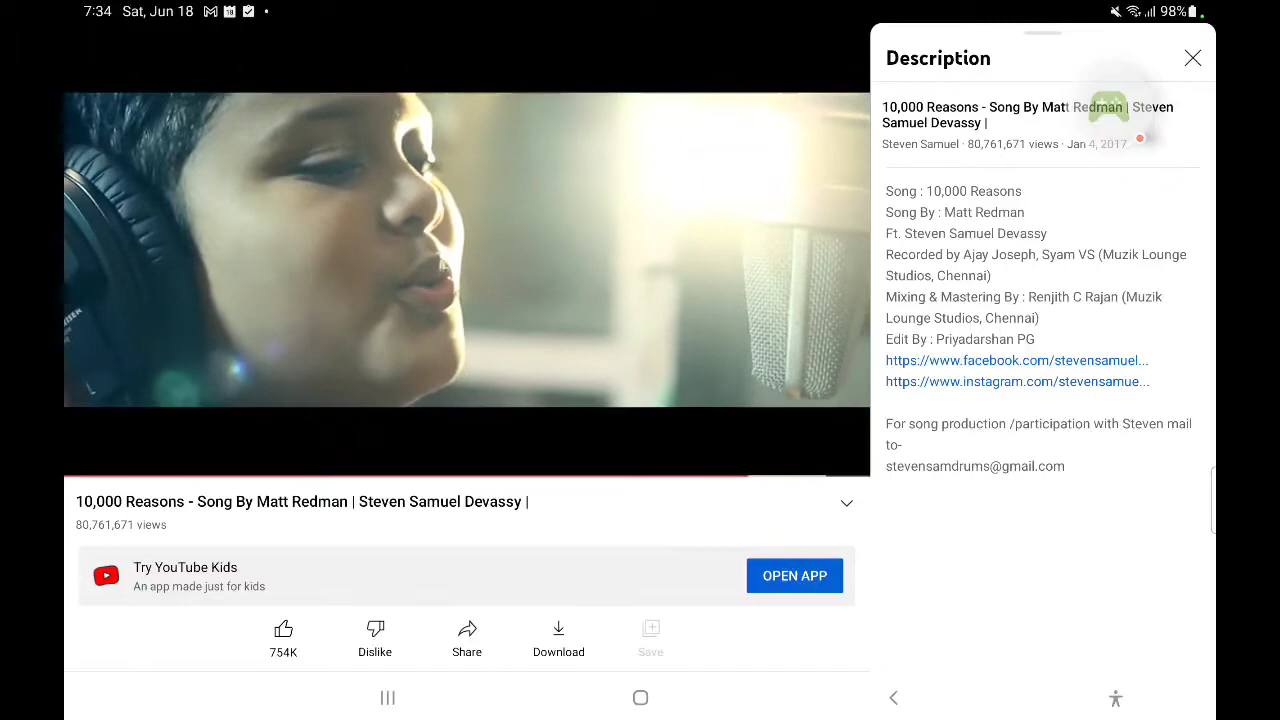 7:34 Sat, Jun 18
98%
Description
10,000 Reasons - Song By Matt Redman | Steven
Samuel Devassy |
Steven Samuel · 80,761,671 views · Jan 4, 2017
Song : 10,000 Reasons
Song By : Matt Redman
Ft. Steven Samuel Devassy
Recorded by Ajay Joseph, Syam VS (Muzik Lounge
Studios, Chennai)
Mixing & Mastering By : Renjith C Rajan (Muzik
Lounge Studios, Chennai)
Edit By : Priyadarshan PG
https://www.facebook.com/stevensamuel...
https://www.instagram.com/stevensamue...
For song production /participation with Steven mail
to-
stevensamdrums@gmail.com
10,000 Reasons - Song By Matt Redman | Steven Samuel Devassy |
80,761,671 views
Try YouTube Kids
An app made just for kids
OPEN APP
754K
Dislike
Share
Download
Save